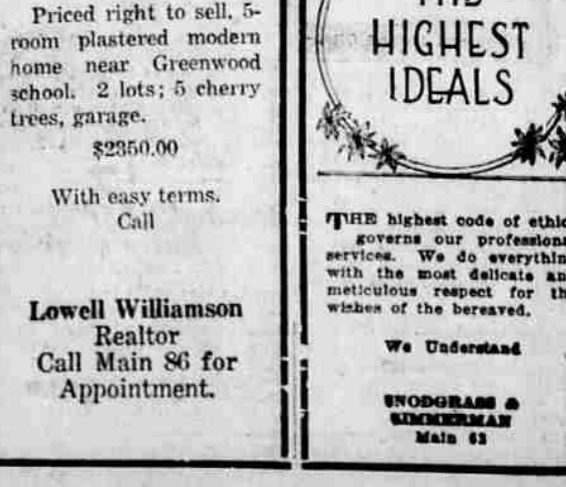 Priced right to sell, 5-
room plastered modern
home near Greenwood
school. 2 lots; 5 cherry
trees, garage.
$2350.00
With easy terms.
Call
Lowell Williamson
Realtor
Call Main 86 for
Appointment.
THE
HIGHEST
IDEALS
THE highest code of ethic
governs our professiona
services. We do everythin
with the most delicate an
meticulous respect for th
wishes of the bereaved.
We Understand
SNODGRASS &
ZIMMERMAN
Main 63